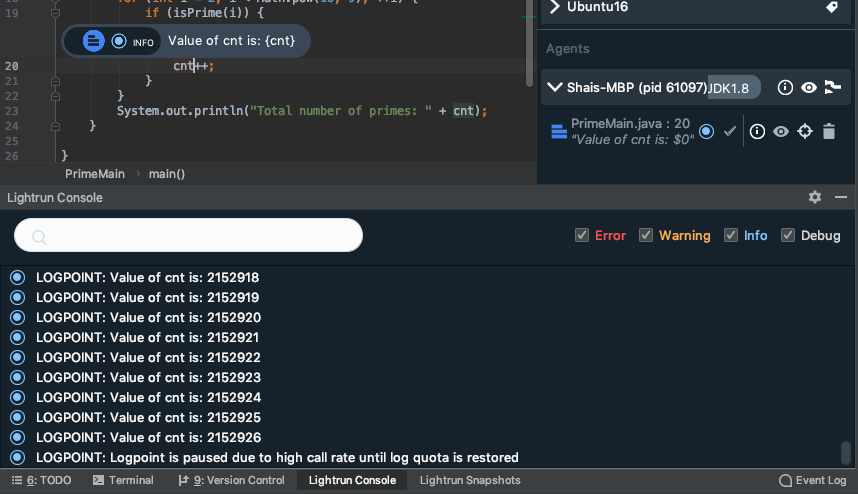 19 if (isPrime(i)) {
INFO Value of cnt is: {cnt}
20 cnt++;
21 }
22 }
23 System.out.println("Total number of primes: " + cnt);
24 }
25
26 }
PrimeMain > main()
Ubuntu16
Agents
Shais-MBP (pid 61097) JDK1.8
PrimeMain.java : 20
"Value of cnt is: $0"
Lightrun Console
Error Warning Info Debug
LOGPOINT: Value of cnt is: 2152918
LOGPOINT: Value of cnt is: 2152919
LOGPOINT: Value of cnt is: 2152920
LOGPOINT: Value of cnt is: 2152921
LOGPOINT: Value of cnt is: 2152922
LOGPOINT: Value of cnt is: 2152923
LOGPOINT: Value of cnt is: 2152924
LOGPOINT: Value of cnt is: 2152925
LOGPOINT: Value of cnt is: 2152926
LOGPOINT: Logpoint is paused due to high call rate until log quota is restored
6: TODO Terminal 9: Version Control Lightrun Console Lightrun Snapshots Event Log